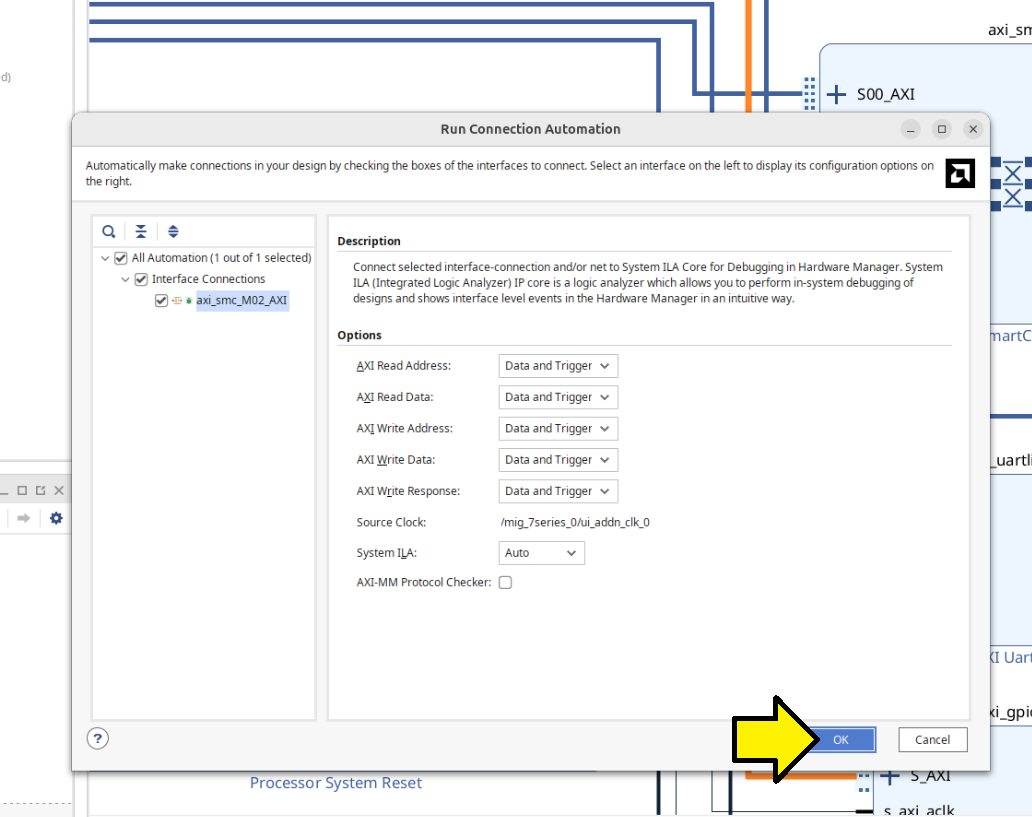 axi_sm
d)
S00_AXI
Run Connection Automation
Automatically make connections in your design by checking the boxes of the interfaces to connect. Select an interface on the left to display its configuration options on
the right.
All Automation (1 out of 1 selected)
Interface Connections
axi_smc_M02_AXI
Description
Connect selected interface-connection and/or net to System ILA Core for Debugging in Hardware Manager. System
ILA (Integrated Logic Analyzer) IP core is a logic analyzer which allows you to perform in-system debugging of
designs and shows interface level events in the Hardware Manager in an intuitive way.
Options
AXI Read Address: Data and Trigger
AXI Read Data: Data and Trigger
AXI Write Address: Data and Trigger
AXI Write Data: Data and Trigger
AXI Write Response: Data and Trigger
Source Clock: /mig_7series_0/ui_addn_clk_0
System ILA: Auto
AXI-MM Protocol Checker:
martC
_uartli
XI Uart
xi_gpio
?
OK
Cancel
Processor System Reset
S_AXI
s_axi_aclk